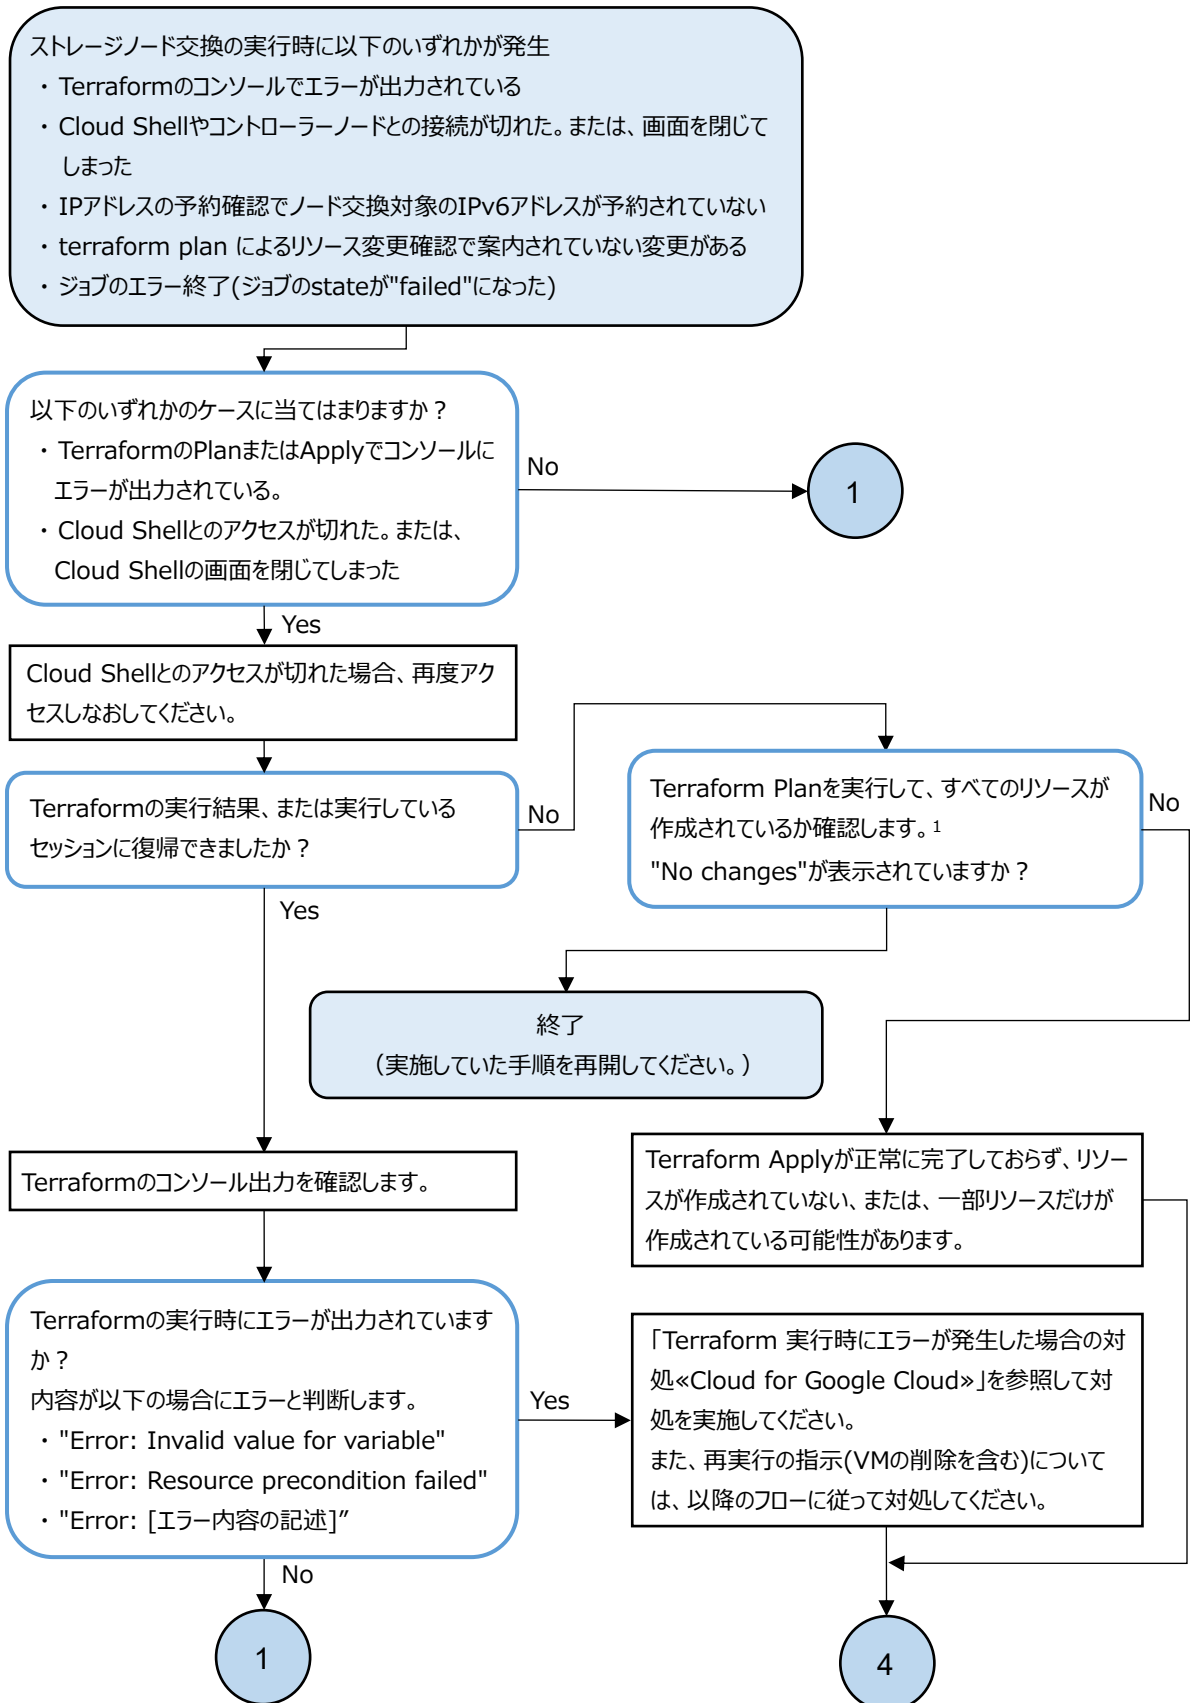 ストレージノード交換の実行時に以下のいずれかが発生
・ Terraformのコンソールでエラーが出力されている
・ Cloud Shellやコントローラーノードとの接続が切れた。または、画面を閉じて
しまった
・ IPアドレスの予約確認でノード交換対象のIPv6アドレスが予約されていない
・ terraform plan によるリソース変更確認で案内されていない変更がある
・ ジョブのエラー終了(ジョブのstateが"failed"になった)
以下のいずれかのケースに当てはまりますか？
・ TerraformのPlanまたはApplyでコンソールに
エラーが出力されている。
・ Cloud Shellとのアクセスが切れた。または、
Cloud Shellの画面を閉じてしまった
No
1
Yes
Cloud Shellとのアクセスが切れた場合、再度アク
セスしなおしてください。
Terraformの実行結果、または実行している
セッションに復帰できましたか？
No
Terraform Planを実行して、すべてのリソースが
作成されているか確認します。1
"No changes"が表示されていますか？
No
Yes
終了
（実施していた手順を再開してください。）
Terraformのコンソール出力を確認します。
Terraform Applyが正常に完了しておらず、リソー
スが作成されていない、または、一部リソースだけが
作成されている可能性があります。
Terraformの実行時にエラーが出力されています
か？
内容が以下の場合にエラーと判断します。
・ "Error: Invalid value for variable"
・ "Error: Resource precondition failed"
・ "Error: [エラー内容の記述]”
Yes
「Terraform 実行時にエラーが発生した場合の対
処≪Cloud for Google Cloud≫」を参照して対
処を実施してください。
また、再実行の指示(VMの削除を含む)について
は、以降のフローに従って対処してください。
No
1
4